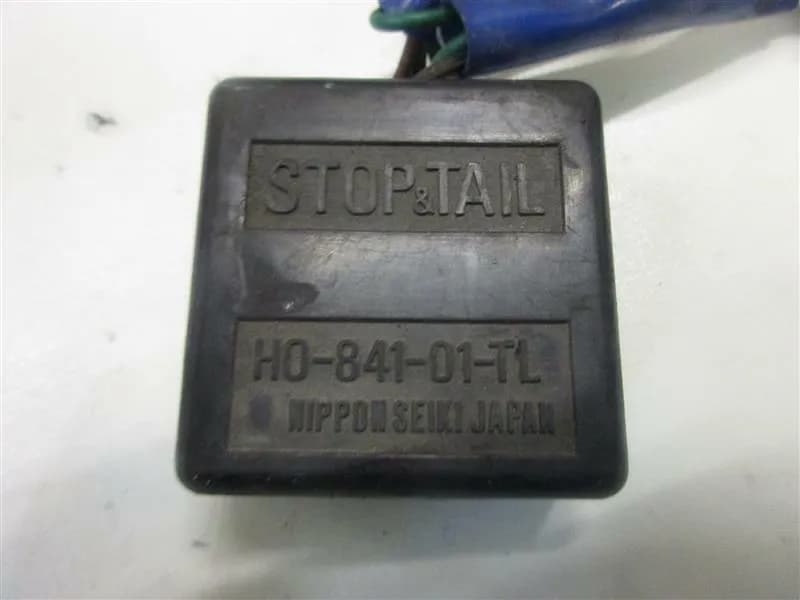 STOP&TAIL
HO-841-01-TL
NIPPON SEIKI JAPAN